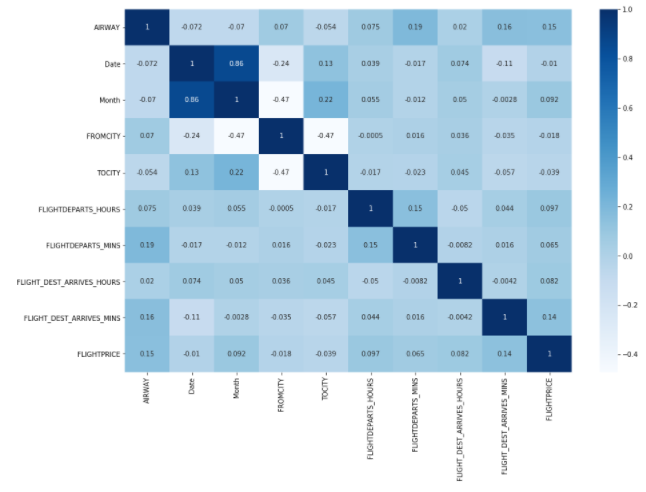 AIRWAY 1 -0.072 -0.07 0.07 -0.054 0.075 0.19 0.02 0.16 0.15
Date -0.072 1 0.86 -0.24 0.13 0.039 -0.017 0.074 -0.11 -0.01
Month -0.07 0.86 1 -0.47 0.22 0.055 -0.012 0.05 -0.0028 0.092
FROMCITY 0.07 -0.24 -0.47 1 -0.47 -0.0005 0.016 0.036 -0.035 -0.018
TOCITY -0.054 0.13 0.22 -0.47 1 -0.017 -0.023 0.045 -0.057 -0.039
FLIGHTDEPARTS_HOURS 0.075 0.039 0.055 -0.0005 -0.017 1 0.15 -0.05 0.044 0.097
FLIGHTDEPARTS_MINS 0.19 -0.017 -0.012 0.016 -0.023 0.15 1 -0.0082 0.016 0.065
FLIGHT_DEST_ARRIVES_HOURS 0.02 0.074 0.05 0.036 0.045 -0.05 -0.0082 1 -0.0042 0.082
FLIGHT_DEST_ARRIVES_MINS 0.16 -0.11 -0.0028 -0.035 -0.057 0.044 0.016 -0.0042 1 0.14
FLIGHTPRICE 0.15 -0.01 0.092 -0.018 -0.039 0.097 0.065 0.082 0.14 1
AIRWAY
Date
Month
FROMCITY
TOCITY
FLIGHTDEPARTS_HOURS
FLIGHTDEPARTS_MINS
FLIGHT_DEST_ARRIVES_HOURS
FLIGHT_DEST_ARRIVES_MINS
FLIGHTPRICE
1.0
0.8
0.6
0.4
0.2
0.0
-0.2
-0.4